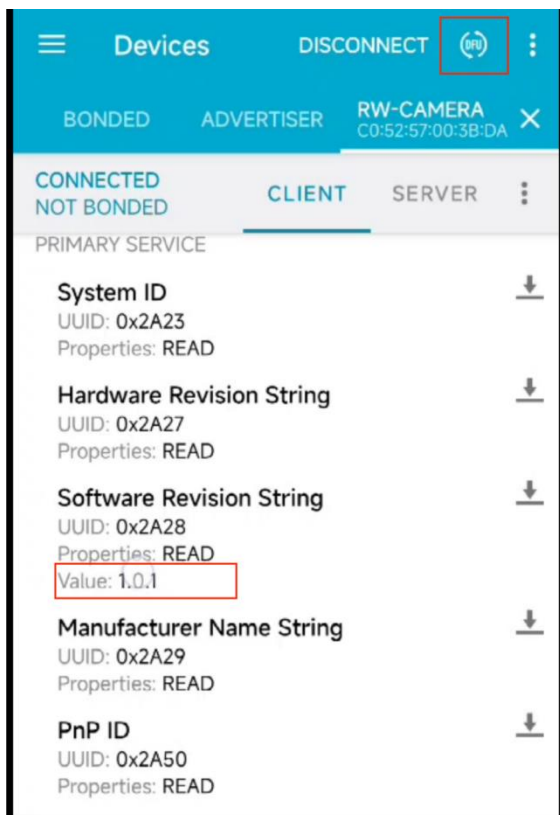 Devices DISCONNECT DFU
BONDED ADVERTISER RW-CAMERA
C0:52:57:00:3B:DA
CONNECTED
NOT BONDED
CLIENT SERVER
PRIMARY SERVICE
System ID
UUID: 0x2A23
Properties: READ
Hardware Revision String
UUID: 0x2A27
Properties: READ
Software Revision String
UUID: 0x2A28
Properties: READ
Value: 1.0.1
Manufacturer Name String
UUID: 0x2A29
Properties: READ
PnP ID
UUID: 0x2A50
Properties: READ